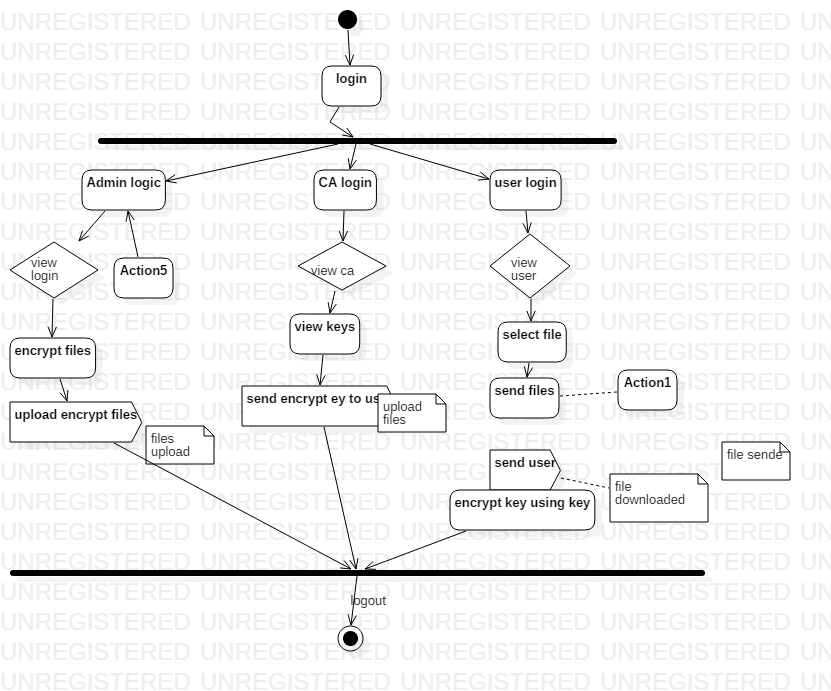 login
Admin logic
CA login
user login
view
login
Action5
view ca
view
user
view keys
select file
encrypt files
send encrypt ey to us
upload
files
send files
Action1
upload encrypt files
files
upload
send user
file
downloaded
file sende
encrypt key using key
logout
UNREGISTERED